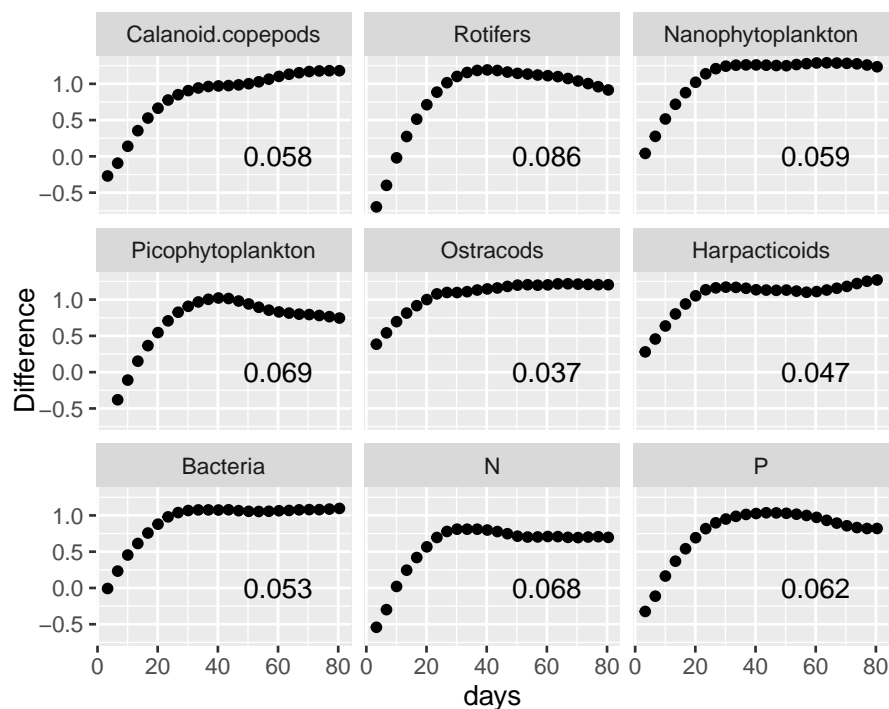 Calanoid.copepods Rotifers Nanophytoplankton
1.0
0.5
0.0
−0.5
0.058 0.086 0.059
Picophytoplankton Ostracods Harpacticoids
1.0
0.5
0.0
−0.5
0.069 0.037 0.047
Difference
Bacteria N P
1.0
0.5
0.0
−0.5
0.053 0.068 0.062
0 20 40 60 80 0 20 40 60 80 0 20 40 60 80
days